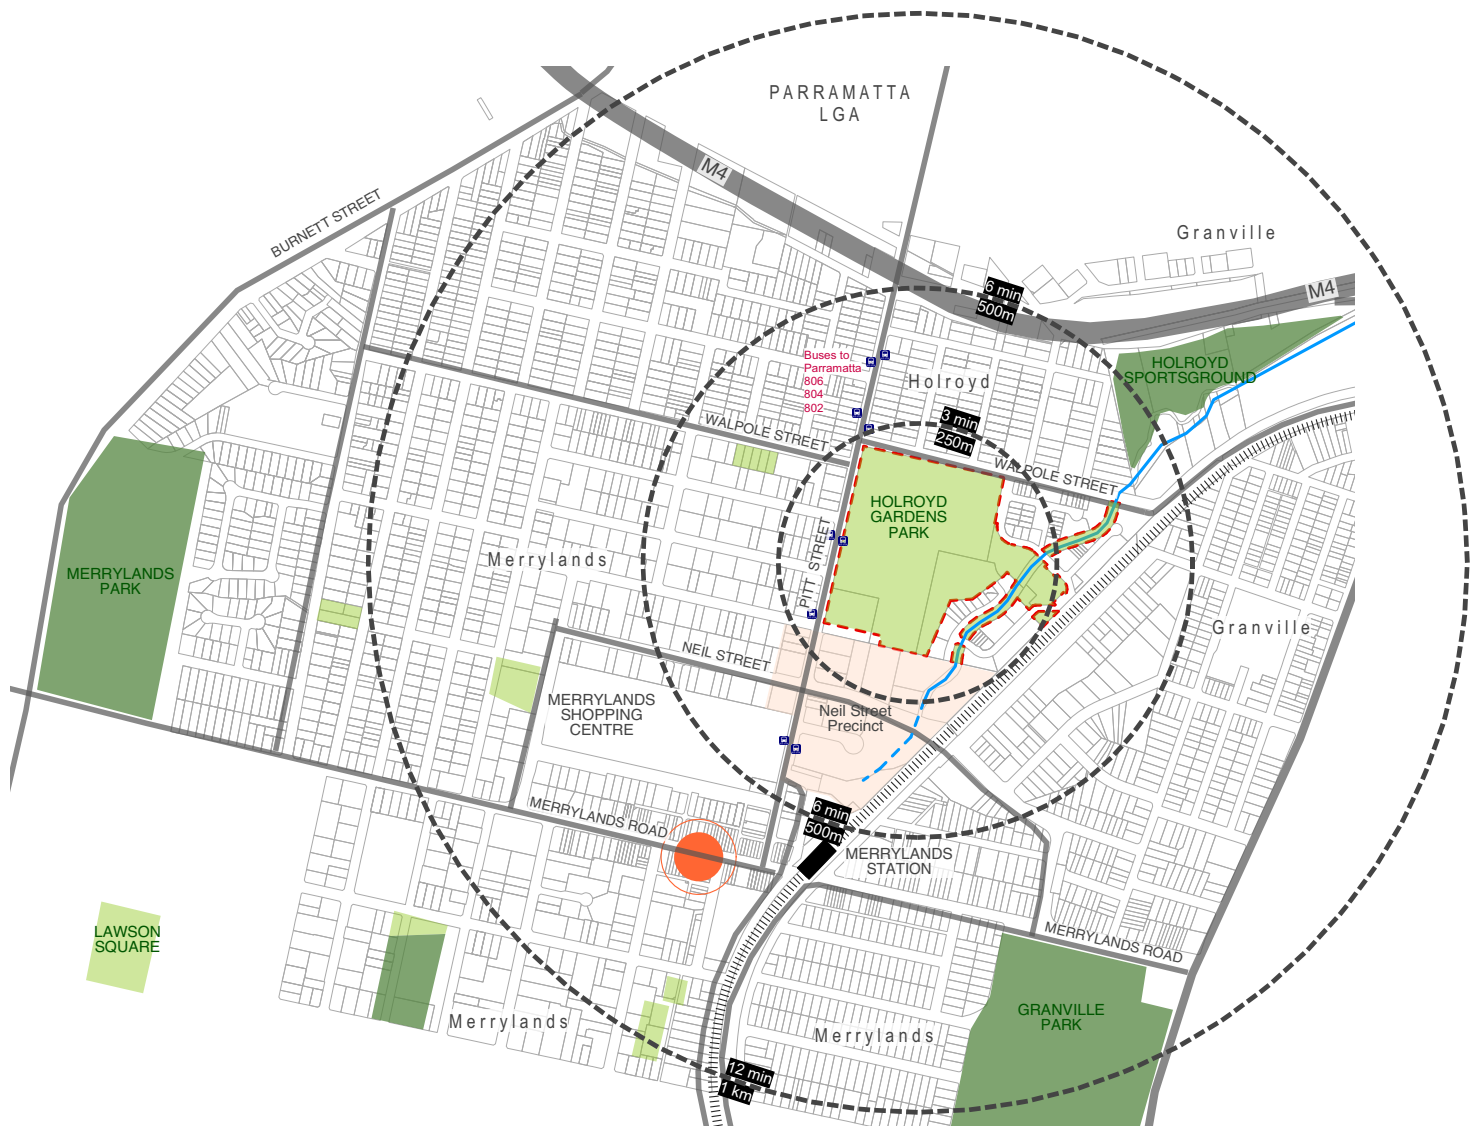 PARRAMATTA
LGA
M4
BURNETT STREET
Granville
6 min
500m
M4
Buses to
Parramatta
806
804
802
Holroyd
HOLROYD
SPORTSGROUND
3 min
250m
WALPOLE STREET
WALPOLE STREET
HOLROYD
GARDENS
PARK
PITT STREET
Merrylands
MERRYLANDS
PARK
Granville
NEIL STREET
MERRYLANDS
SHOPPING
CENTRE
Neil Street
Precinct
MERRYLANDS ROAD
6 min
500m
MERRYLANDS
STATION
LAWSON
SQUARE
MERRYLANDS ROAD
GRANVILLE
PARK
Merrylands
Merrylands
12 min
1 km